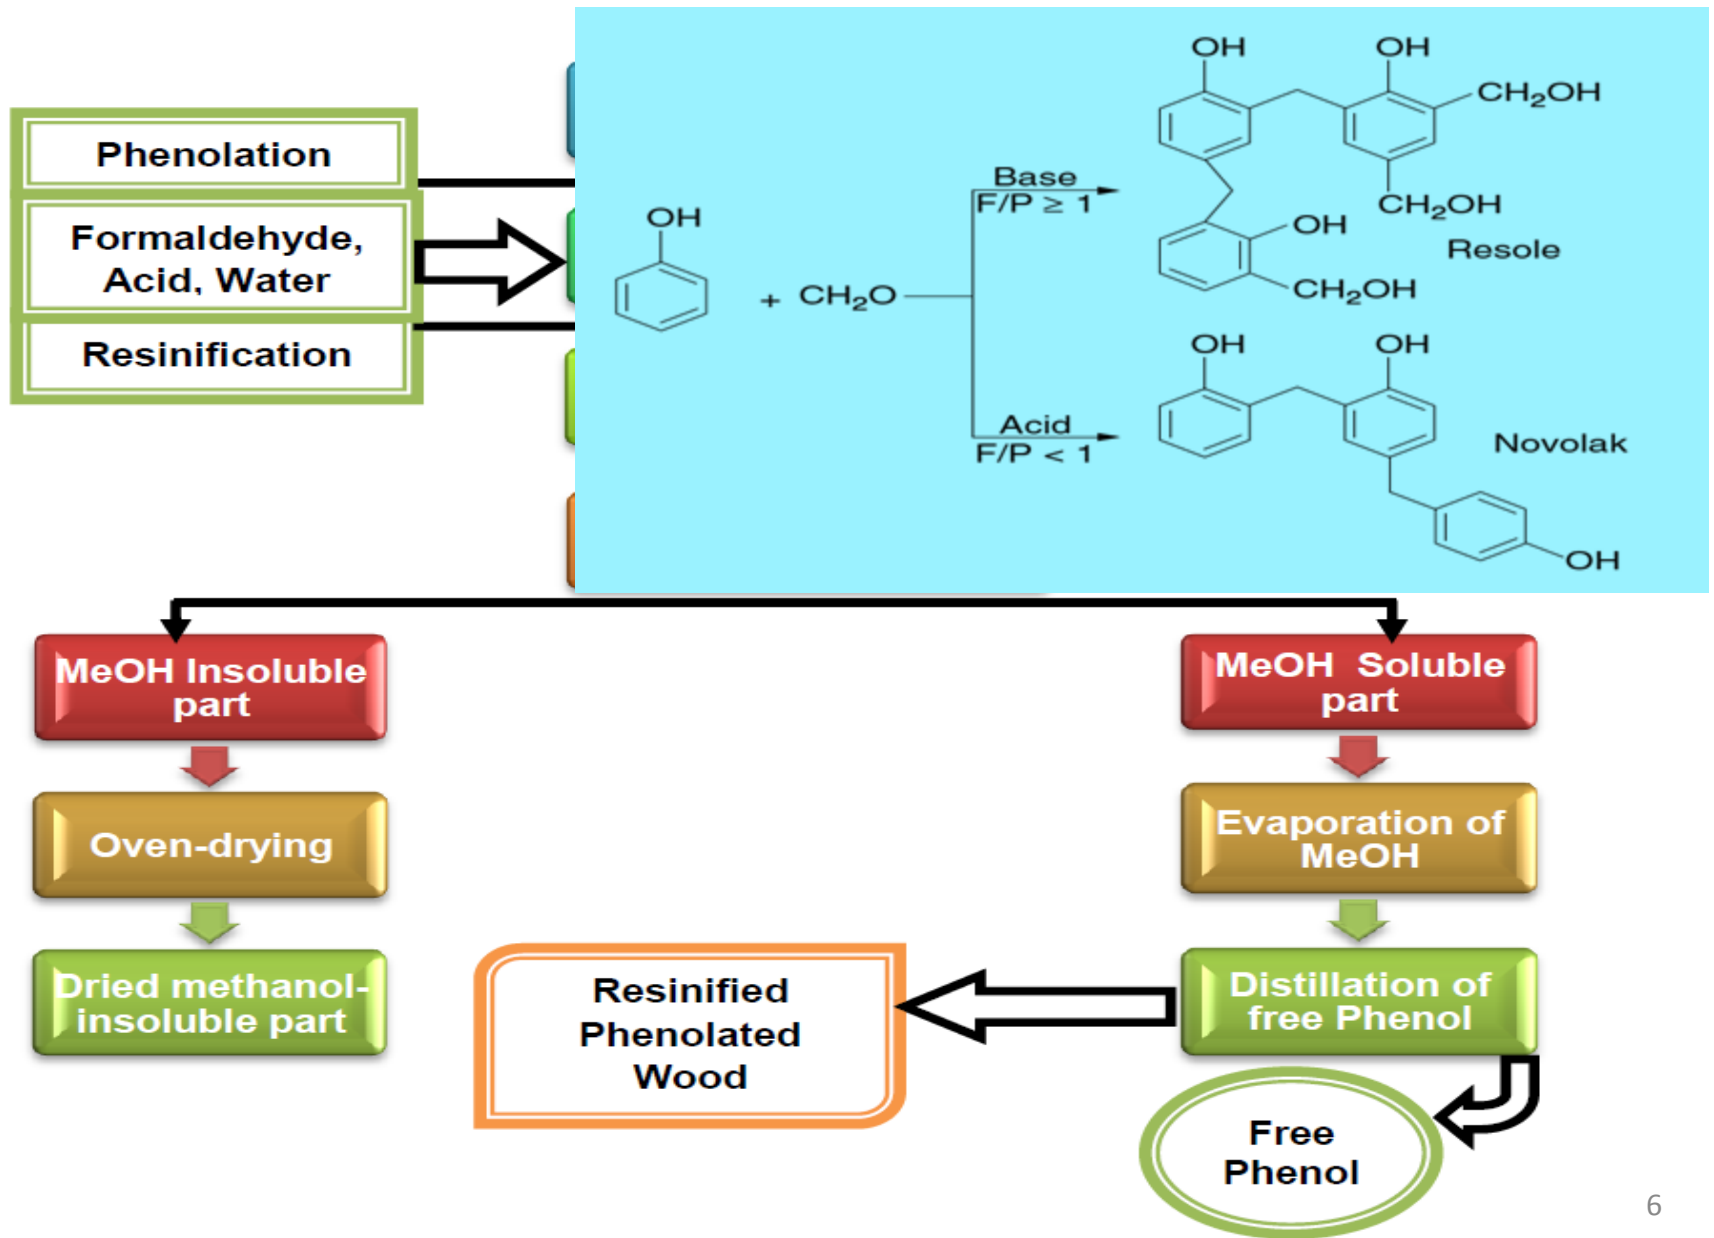 Phenolation
Formaldehyde,
Acid, Water
Resinification
OH
+ CH₂O
Base
F/P ≥ 1
Acid
F/P < 1
OH
OH
CH₂OH
CH₂OH
OH
CH₂OH
Resole
OH
OH
OH
Novolak
MeOH Insoluble
part
Oven-drying
Dried methanol-
insoluble part
MeOH Soluble
part
Evaporation of
MeOH
Distillation of
free Phenol
Resinified
Phenolated
Wood
Free
Phenol
6